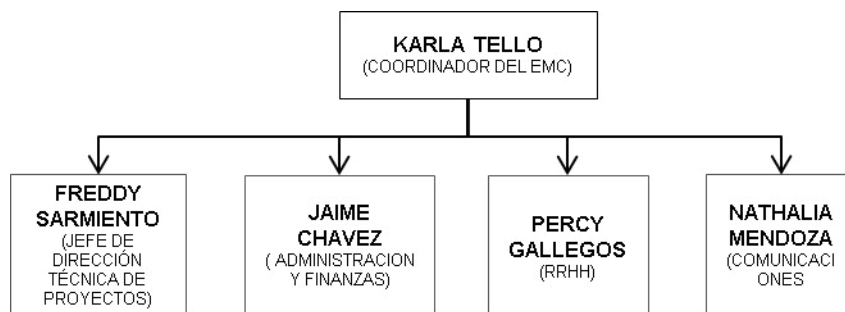 KARLA TELLO
(COORDINADOR DEL EMC)
FREDDY
SARMIENTO
(JEFE DE
DIRECCIÓN
TÉCNICA DE
PROYECTOS)
JAIME
CHAVEZ
( ADMINISTRACION
Y FINANZAS)
PERCY
GALLEGOS
(RRHH)
NATHALIA
MENDOZA
(COMUNICACI
ONES